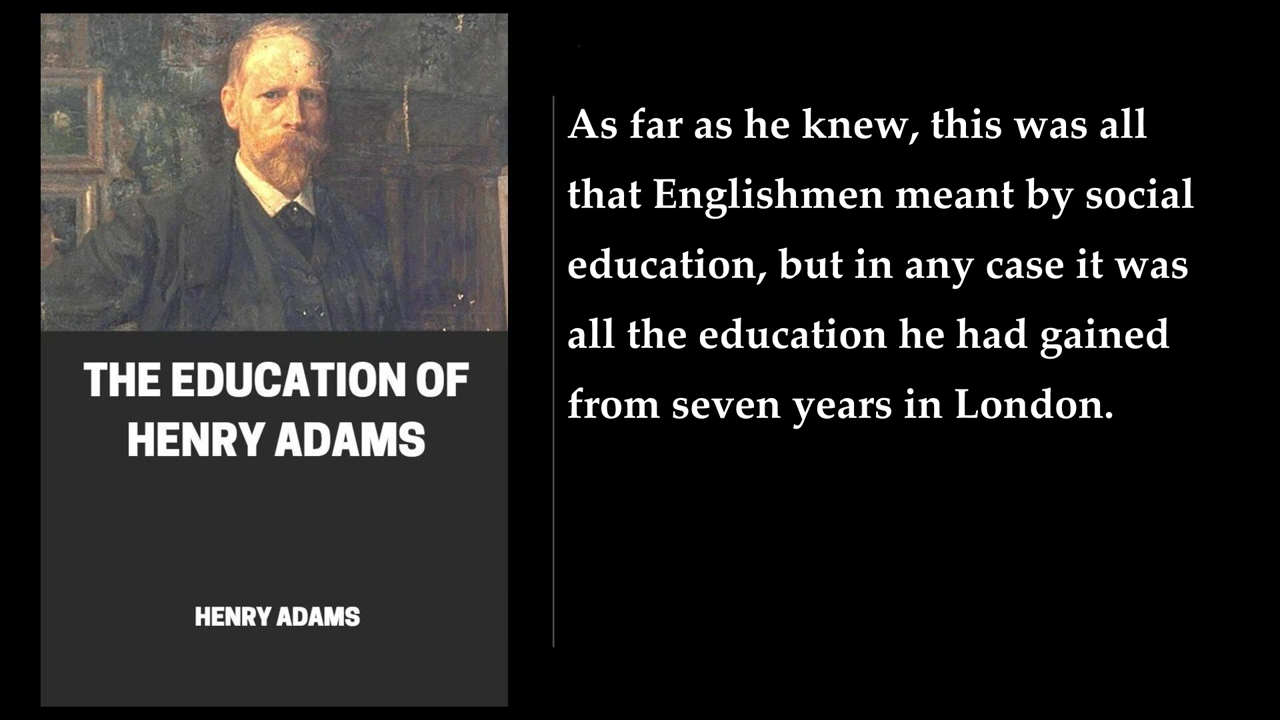 THE EDUCATION OF
HENRY ADAMS
HENRY ADAMS
As far as he knew, this was all
that Englishmen meant by social
education, but in any case it was
all the education he had gained
from seven years in London.